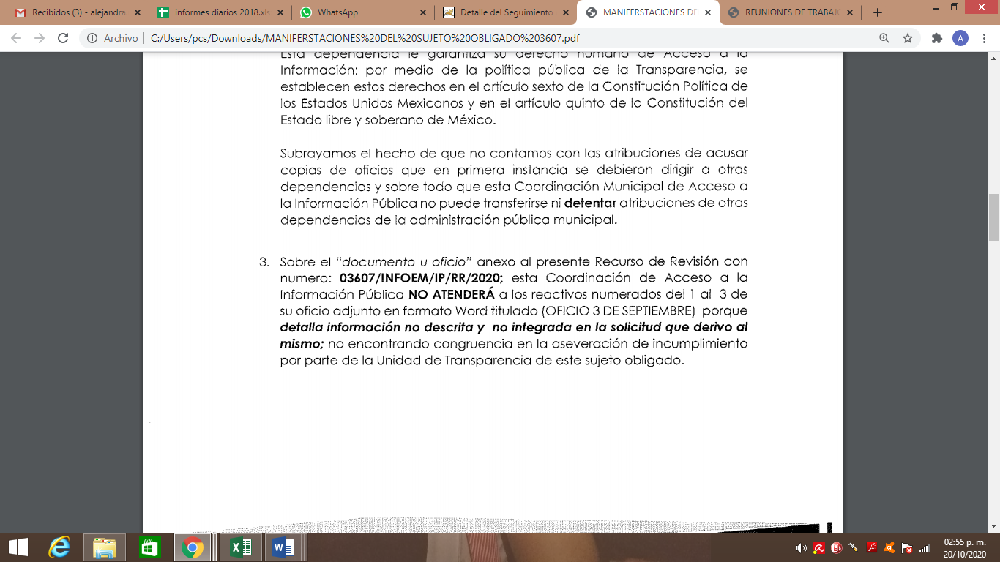 Recibidos (3) - alejandra
informes diarios 2018.xls
WhatsApp
Detalle del Seguimiento
MANIFERSTACIONES DE
REUNIONES DE TRABAJO
Archivo
C:/Users/pcs/Downloads/MANIFERSTACIONES%20DEL%20SUJETO%20OBLIGADO%203607.pdf
A
Esta dependencia le garantiza su derecho humano de Acceso a la
Información; por medio de la política pública de la Transparencia, se
establecen estos derechos en el artículo sexto de la Constitución Política de
los Estados Unidos Mexicanos y en el artículo quinto de la Constitución del
Estado libre y soberano de México.
Subrayamos el hecho de que no contamos con las atribuciones de acusar
copias de oficios que en primera instancia se debieron dirigir a otras
dependencias y sobre todo que esta Coordinación Municipal de Acceso a
la Información Pública no puede transferirse ni detentar atribuciones de otras
dependencias de la administración pública municipal.
3. Sobre el “documento u oficio” anexo al presente Recurso de Revisión con
numero: 03607/INFOEM/IP/RR/2020; esta Coordinación de Acceso a la
Información Pública NO ATENDERÁ a los reactivos numerados del 1 al 3 de
su oficio adjunto en formato Word titulado (OFICIO 3 DE SEPTIEMBRE) porque
detalla información no descrita y no integrada en la solicitud que derivo al
mismo; no encontrando congruencia en la aseveración de incumplimiento
por parte de la Unidad de Transparencia de este sujeto obligado.
02:55 p. m.
20/10/2020